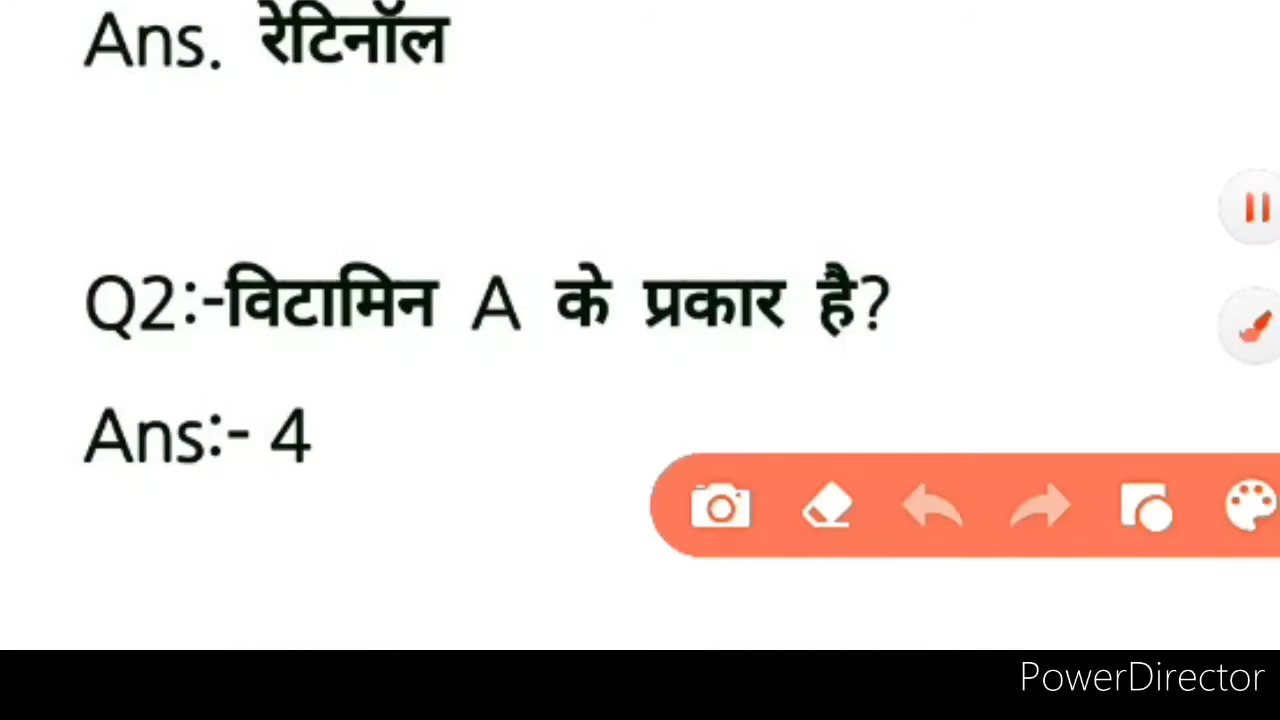 Ans. रेटिनॉल
Q2:-विटामिन A के प्रकार है?
Ans:- 4
PowerDirector